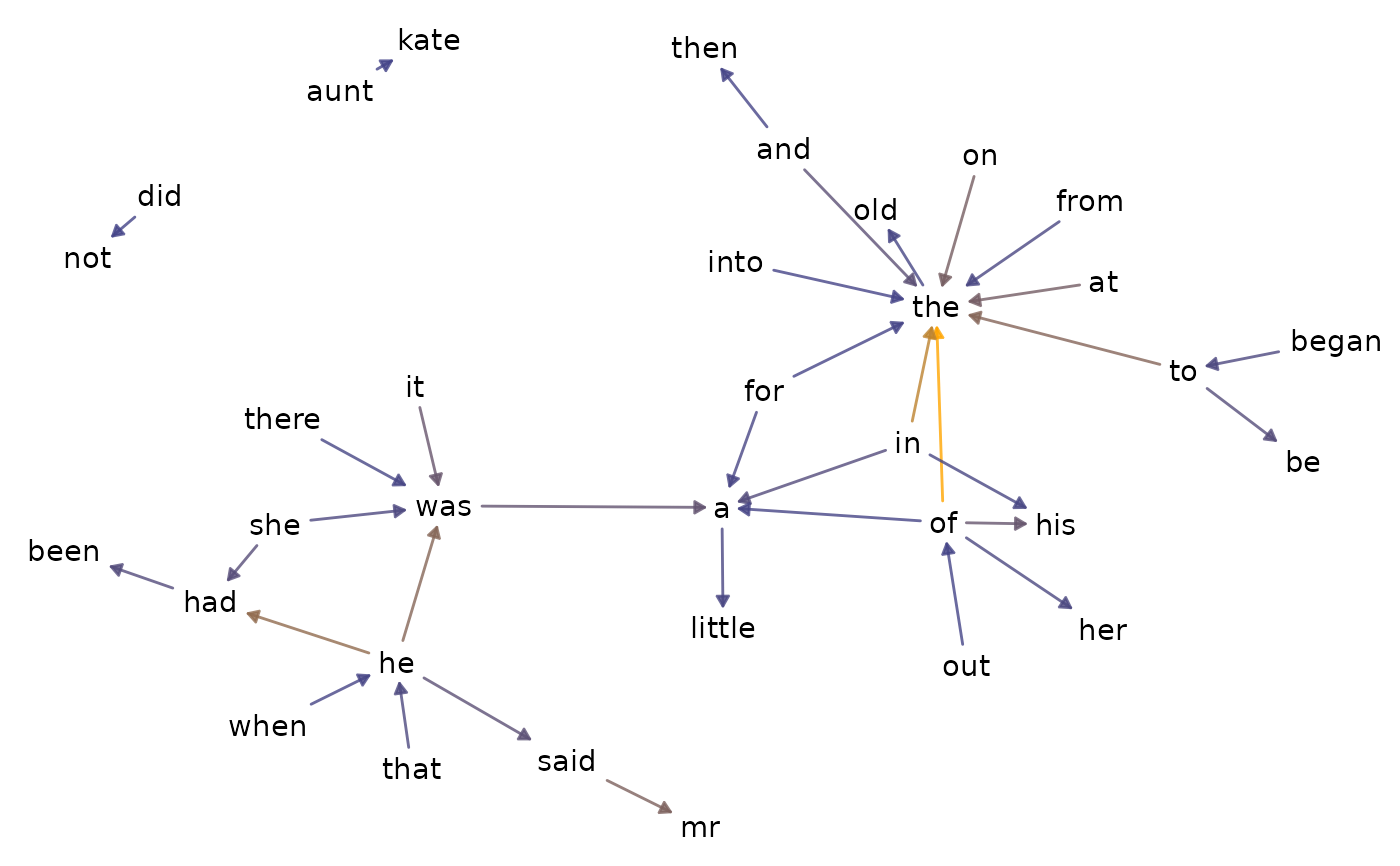 kate
then
aunt
and
on
did
from
old
not
into
at
the
began
to
it
for
there
in
be
was
a
she
of
his
been
had
little
her
he
out
when
said
that
mr